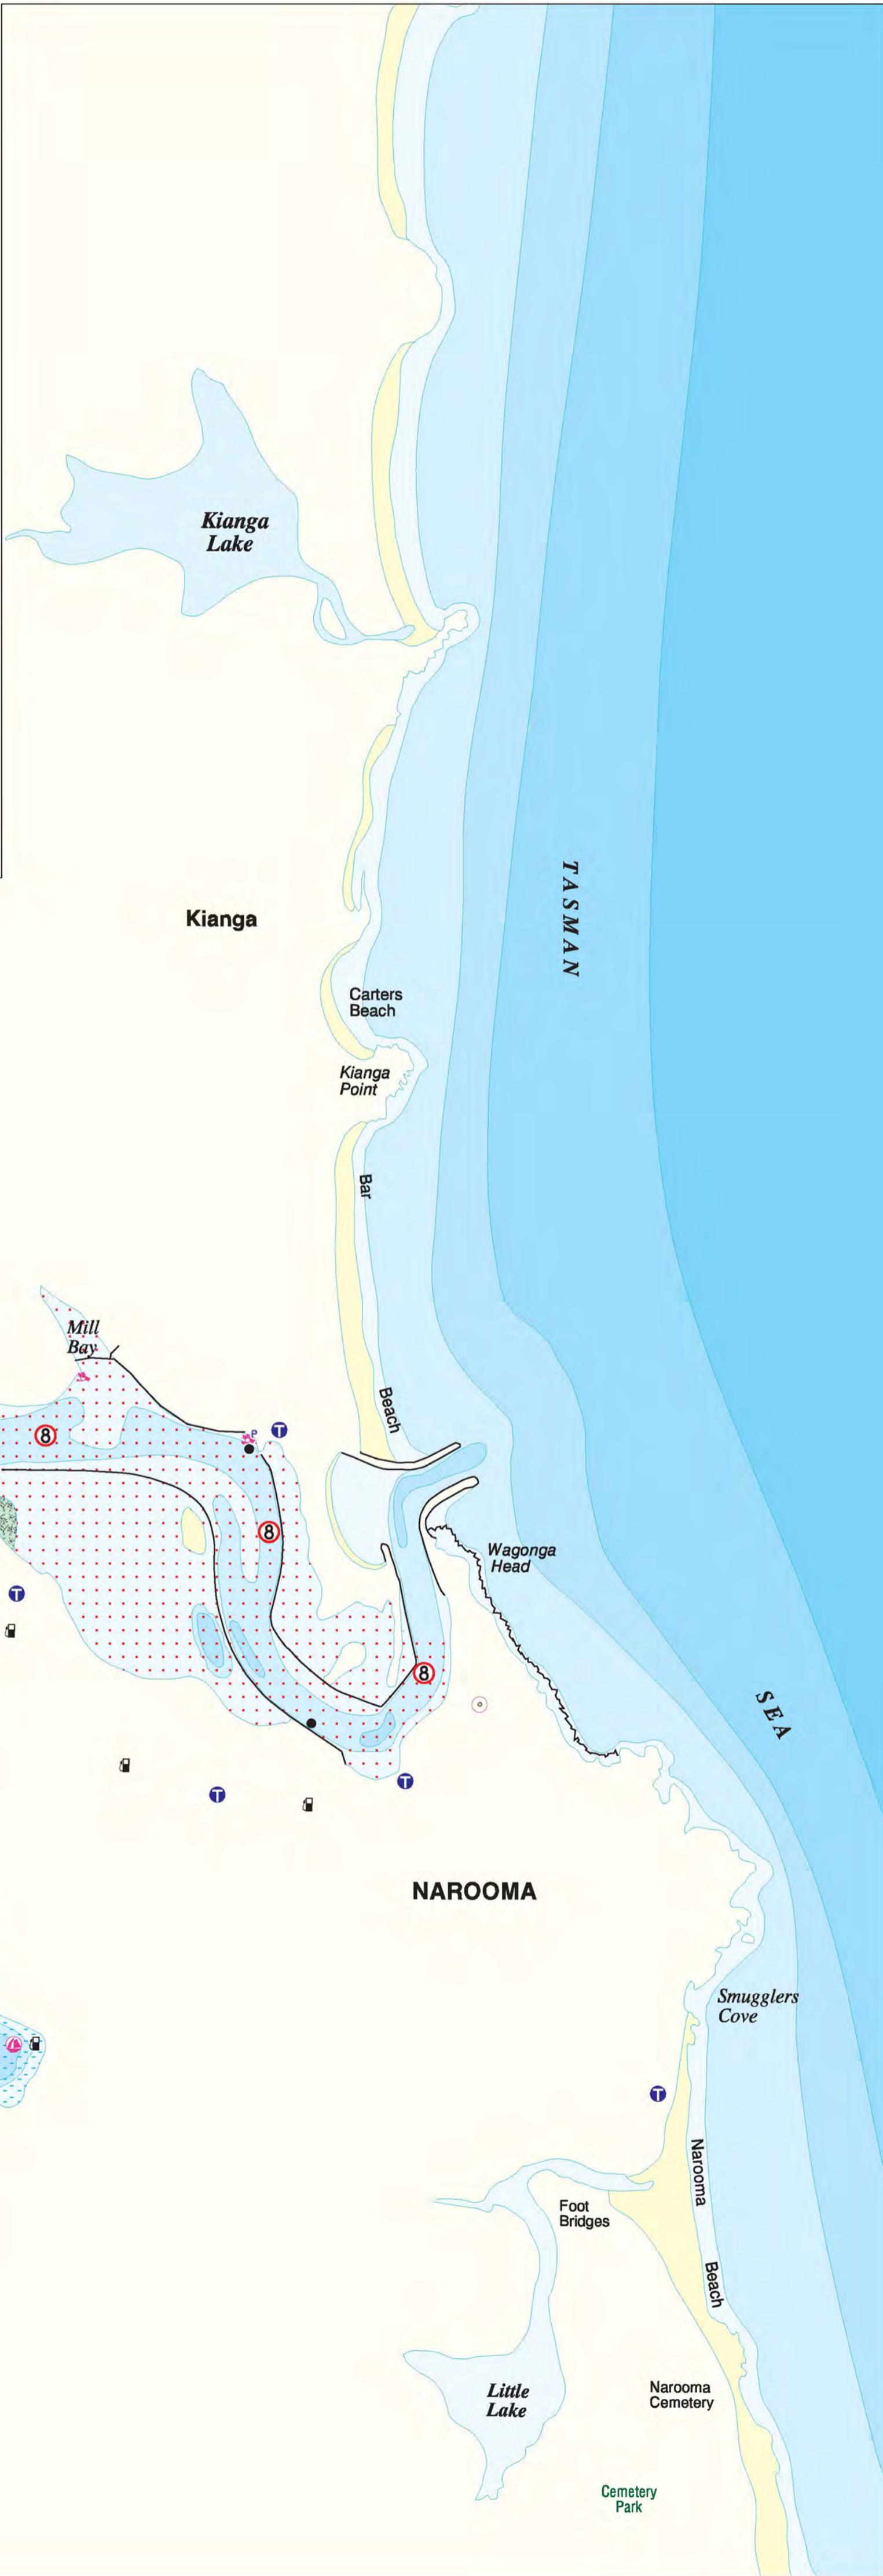 Kianga
Lake
TASMAN
Kianga
Carters
Beach
Kianga
Point
Bar
Mill
Bay
Beach
8
P
T
8
Wagonga
Head
T
8
SEA
T
T
NAROOMA
Smugglers
Cove
T
Narooma
Foot
Bridges
Beach
Little
Lake
Narooma
Cemetery
Cemetery
Park